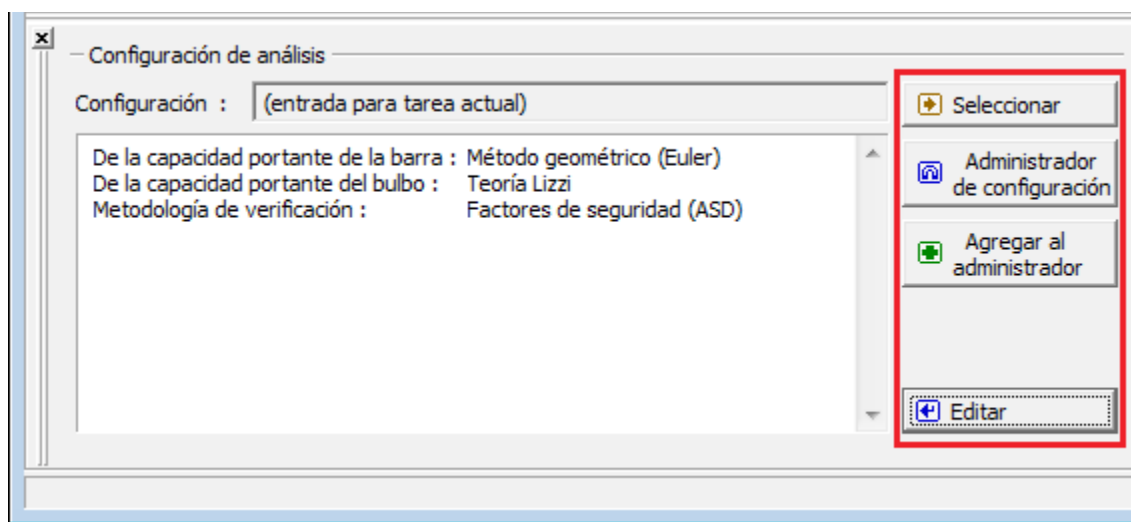 Configuración de análisis
Configuración : (entrada para tarea actual)
De la capacidad portante de la barra : Método geométrico (Euler)
De la capacidad portante del bulbo : Teoría Lizzi
Metodología de verificación : Factores de seguridad (ASD)
Seleccionar
Administrador
de configuración
Agregar al
administrador
Editar